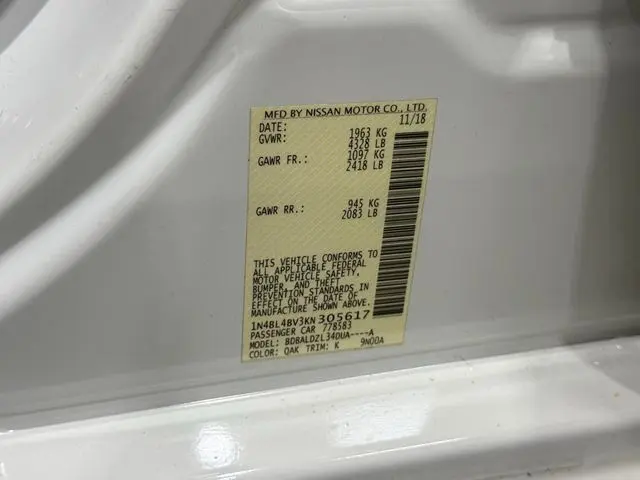 MFD BY NISSAN MOTOR CO., LTD.
DATE: 11/18
GVWR: 1963 KG
4328 LB
GAWR FR.: 1097 KG
2418 LB
GAWR RR.: 945 KG
2083 LB
THIS VEHICLE CONFORMS TO
ALL APPLICABLE FEDERAL
MOTOR VEHICLE SAFETY,
BUMPER, AND THEFT
PREVENTION STANDARDS IN
EFFECT ON THE DATE OF
MANUFACTURE SHOWN ABOVE.
1N4BL4BV3KN305617
PASSENGER CAR 778583
MODEL: BDBALDZL34DUA----A
COLOR: QAK TRIM: K 9N00A